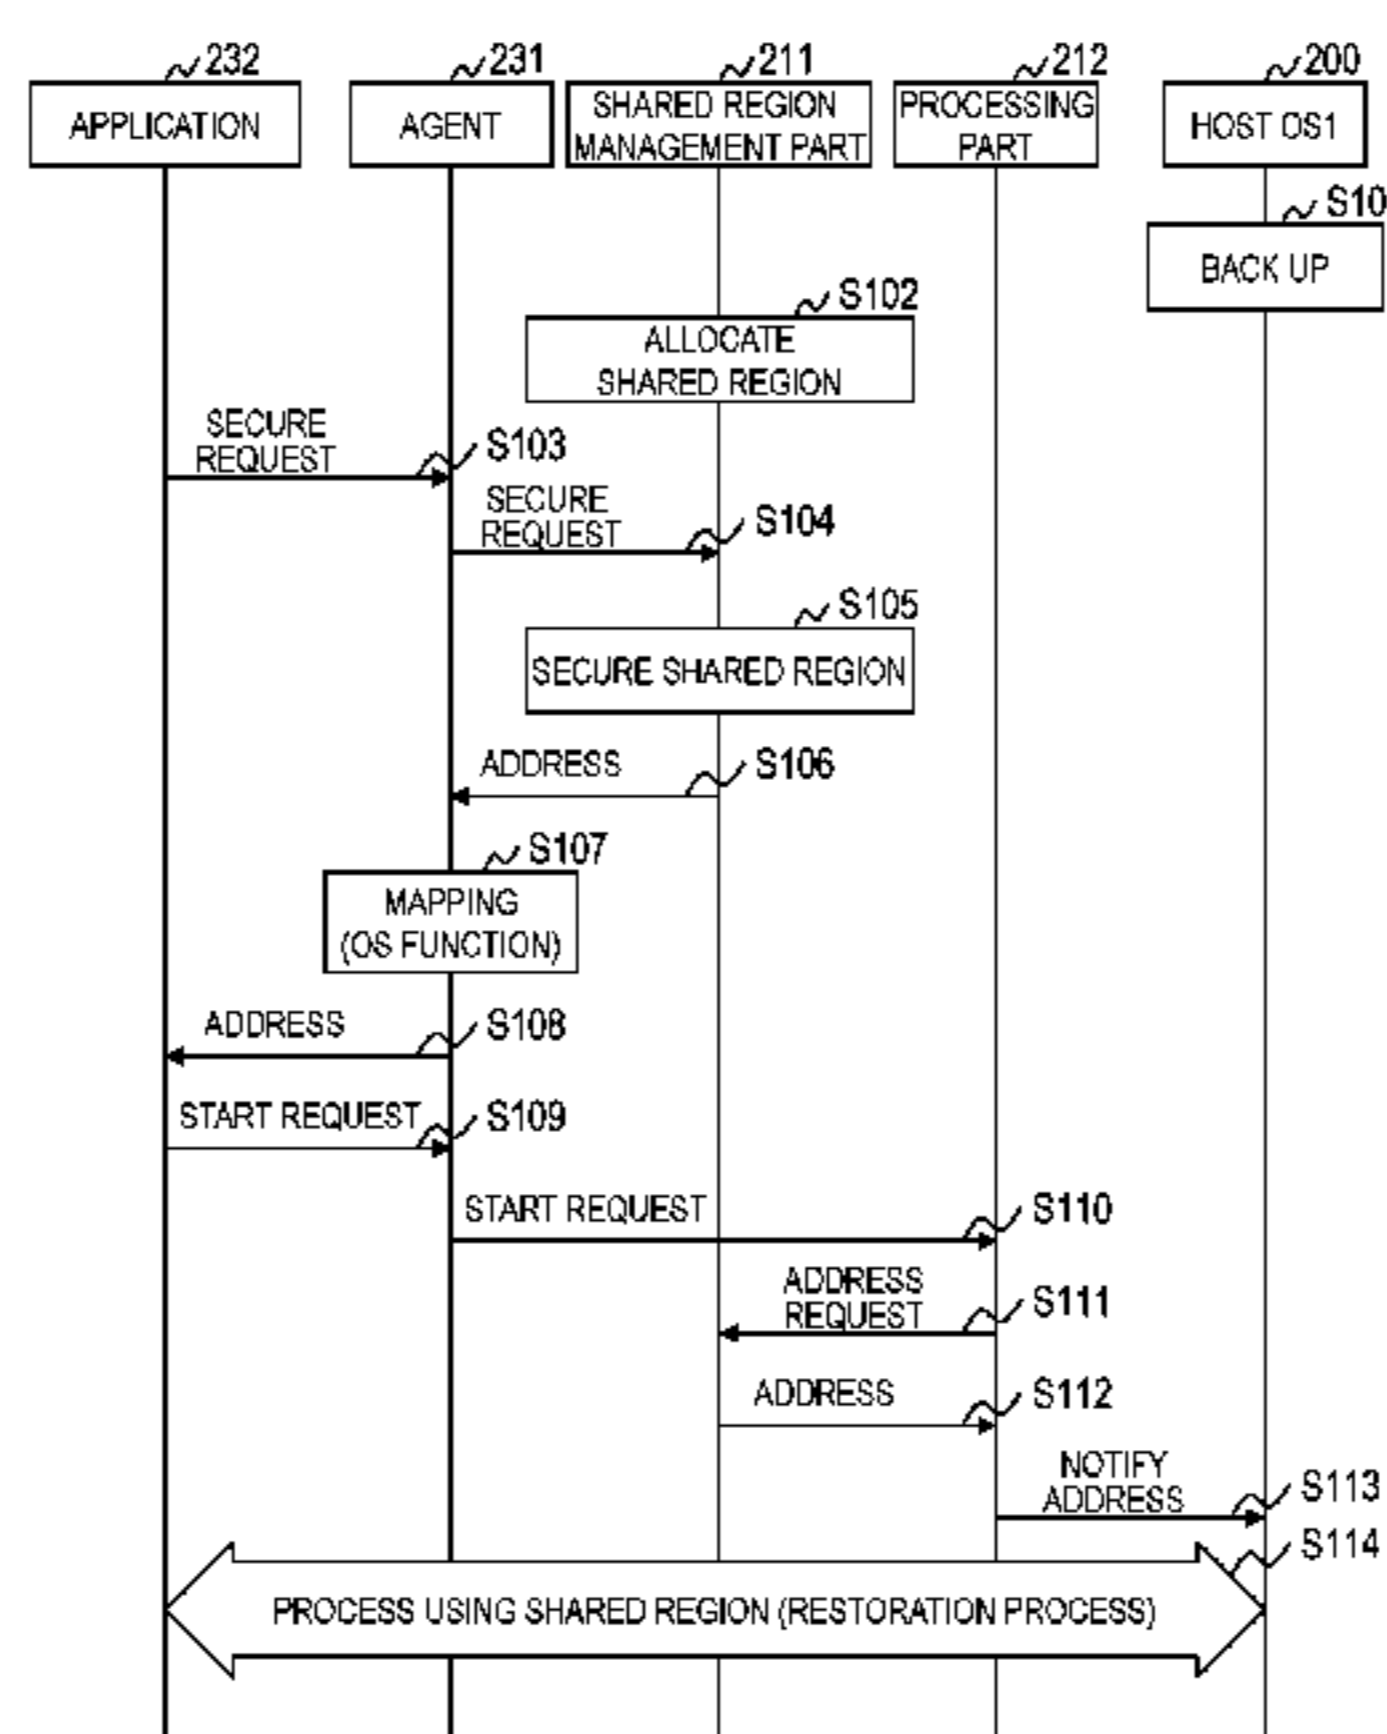 232
231
211
212
200
APPLICATION
AGENT
SHARED REGION
MANAGEMENT PART
PROCESSING
PART
HOST OS1
S10
BACK UP
S102
ALLOCATE
SHARED REGION
SECURE
REQUEST
S103
SECURE
REQUEST
S104
S105
SECURE SHARED REGION
ADDRESS
S106
S107
MAPPING
(OS FUNCTION)
ADDRESS
S108
START REQUEST
S109
START REQUEST
S110
ADDRESS
REQUEST
S111
ADDRESS
S112
NOTIFY
ADDRESS
S113
S114
PROCESS USING SHARED REGION (RESTORATION PROCESS)